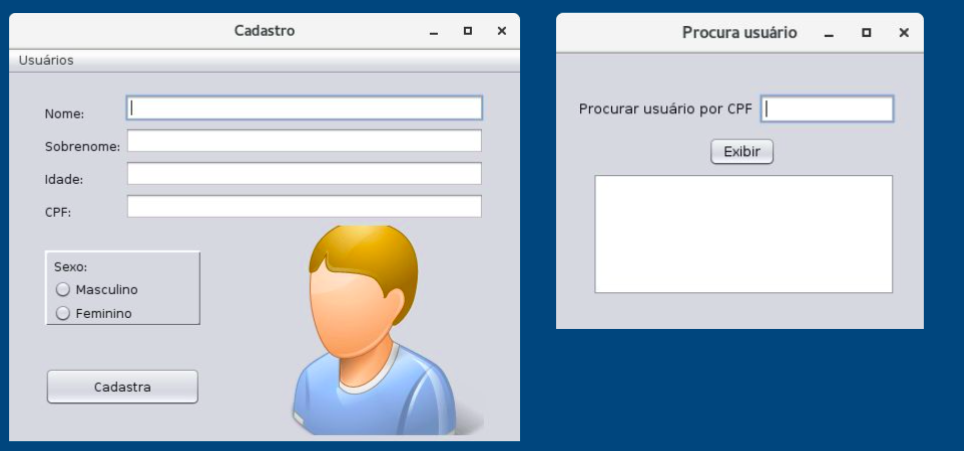 Cadastro
Usuários
Nome:
Sobrenome:
Idade:
CPF:
Sexo:
Masculino
Feminino
Cadastra
Procura usuário
Procurar usuário por CPF
Exibir